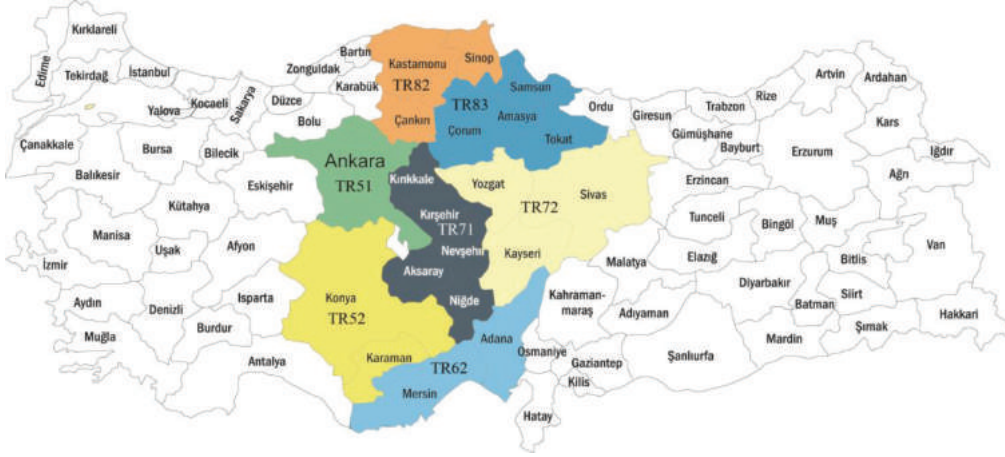 Kırklareli
Edirne
Tekirdağ
İstanbul
Yalova
Kocaeli
Sakarya
Düzce
Zonguldak
Bartın
Karabük
Bolu
Kastamonu
Sinop
TR82
Çankırı
Samsun
TR83
Çorum
Amasya
Tokat
Ordu
Giresun
Trabzon
Rize
Artvin
Ardahan
Gümüşhane
Bayburt
Erzurum
Kars
Iğdır
Ağrı
Çanakkale
Balıkesir
Bursa
Bilecik
Eskişehir
Kütahya
Ankara
TR51
Kırıkkale
Kırşehir
TR71
Nevşehir
Aksaray
Niğde
Yozgat
TR72
Sivas
Kayseri
Erzincan
Tunceli
Bingöl
Muş
Bitlis
Van
Manisa
Uşak
Afyon
İzmir
Aydın
Denizli
Isparta
Burdur
Muğla
Antalya
Konya
TR52
Karaman
Adana
TR62
Mersin
Malatya
Elazığ
Diyarbakır
Batman
Siirt
Şırnak
Hakkari
Kahraman-
maraş
Adıyaman
Osmaniye
Gaziantep
Kilis
Şanlıurfa
Mardin
Hatay